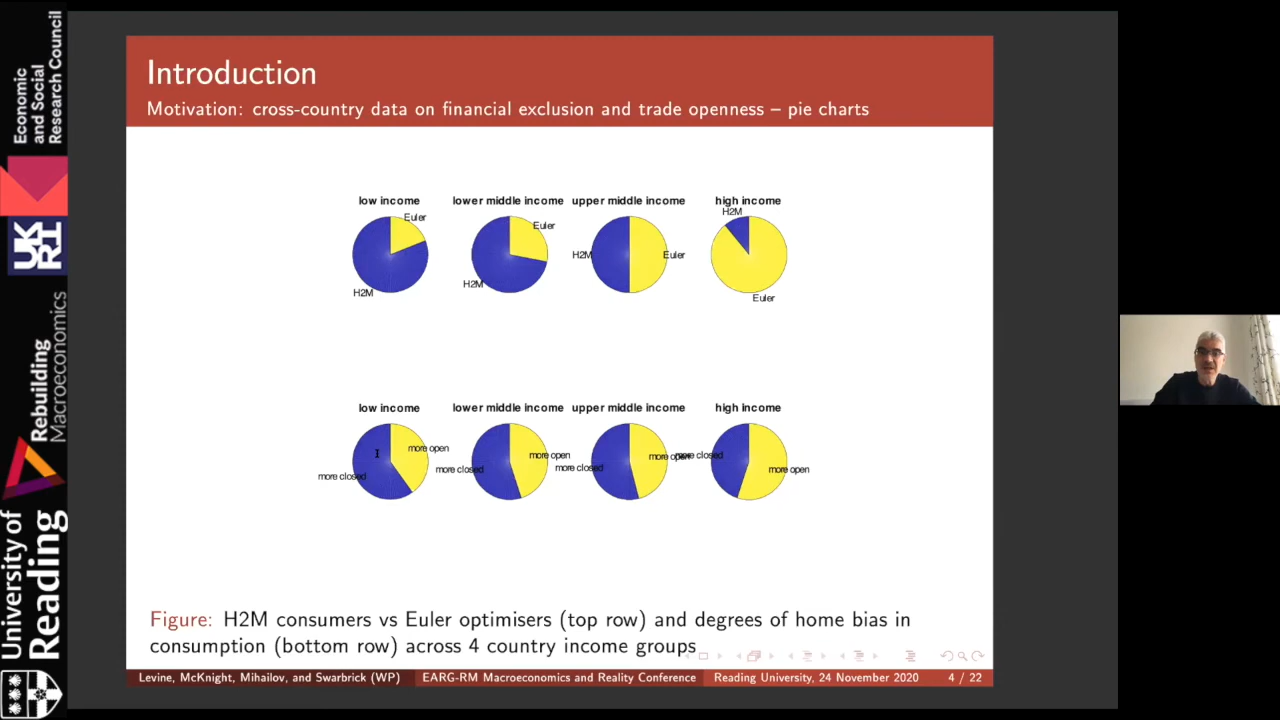 Economic
and Social
Research Council
UKRI
Rebuilding
Macroeconomics
University of
Reading
Introduction
Motivation: cross-country data on financial exclusion and trade openness – pie charts
low income
lower middle income
upper middle income
high income
Euler
H2M
Euler
H2M
H2M
Euler
H2M
Euler
low income
lower middle income
upper middle income
high income
more open
more closed
more open
more closed
more open
more closed
more open
more closed
Figure: H2M consumers vs Euler optimisers (top row) and degrees of home bias in
consumption (bottom row) across 4 country income groups
Levine, McKnight, Mihailov, and Swarbrick (WP) EARG-RM Macroeconomics and Reality Conference Reading University, 24 November 2020 4 / 22